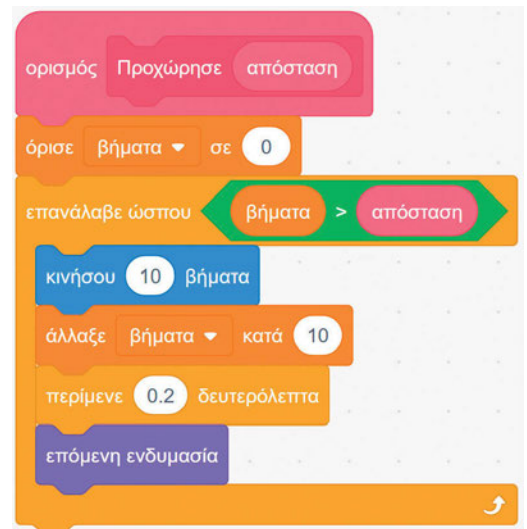 ορισμός Προχώρησε απόσταση
όρισε βήματα σε 0
επανάλαβε ώσπου βήματα > απόσταση
κινήσου 10 βήματα
άλλαξε βήματα κατά 10
περίμενε 0.2 δευτερόλεπτα
επόμενη ενδυμασία